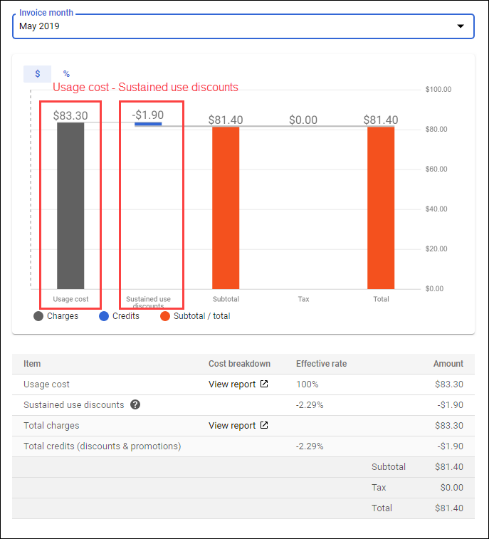 Invoice month
May 2019
$ %
Usage cost - Sustained use discounts
$100.00
$83.30 -$1.90 $81.40 $0.00 $81.40
$80.00
$60.00
$40.00
$20.00
$0.00
Usage cost Sustained use Subtotal Tax Total
discounts
Charges Credits Subtotal / total
Item Cost breakdown Effective rate Amount
Usage cost View report 100% $83.30
Sustained use discounts ? -2.29% -$1.90
Total charges View report $83.30
Total credits (discounts & promotions) -2.29% -$1.90
Subtotal $81.40
Tax $0.00
Total $81.40